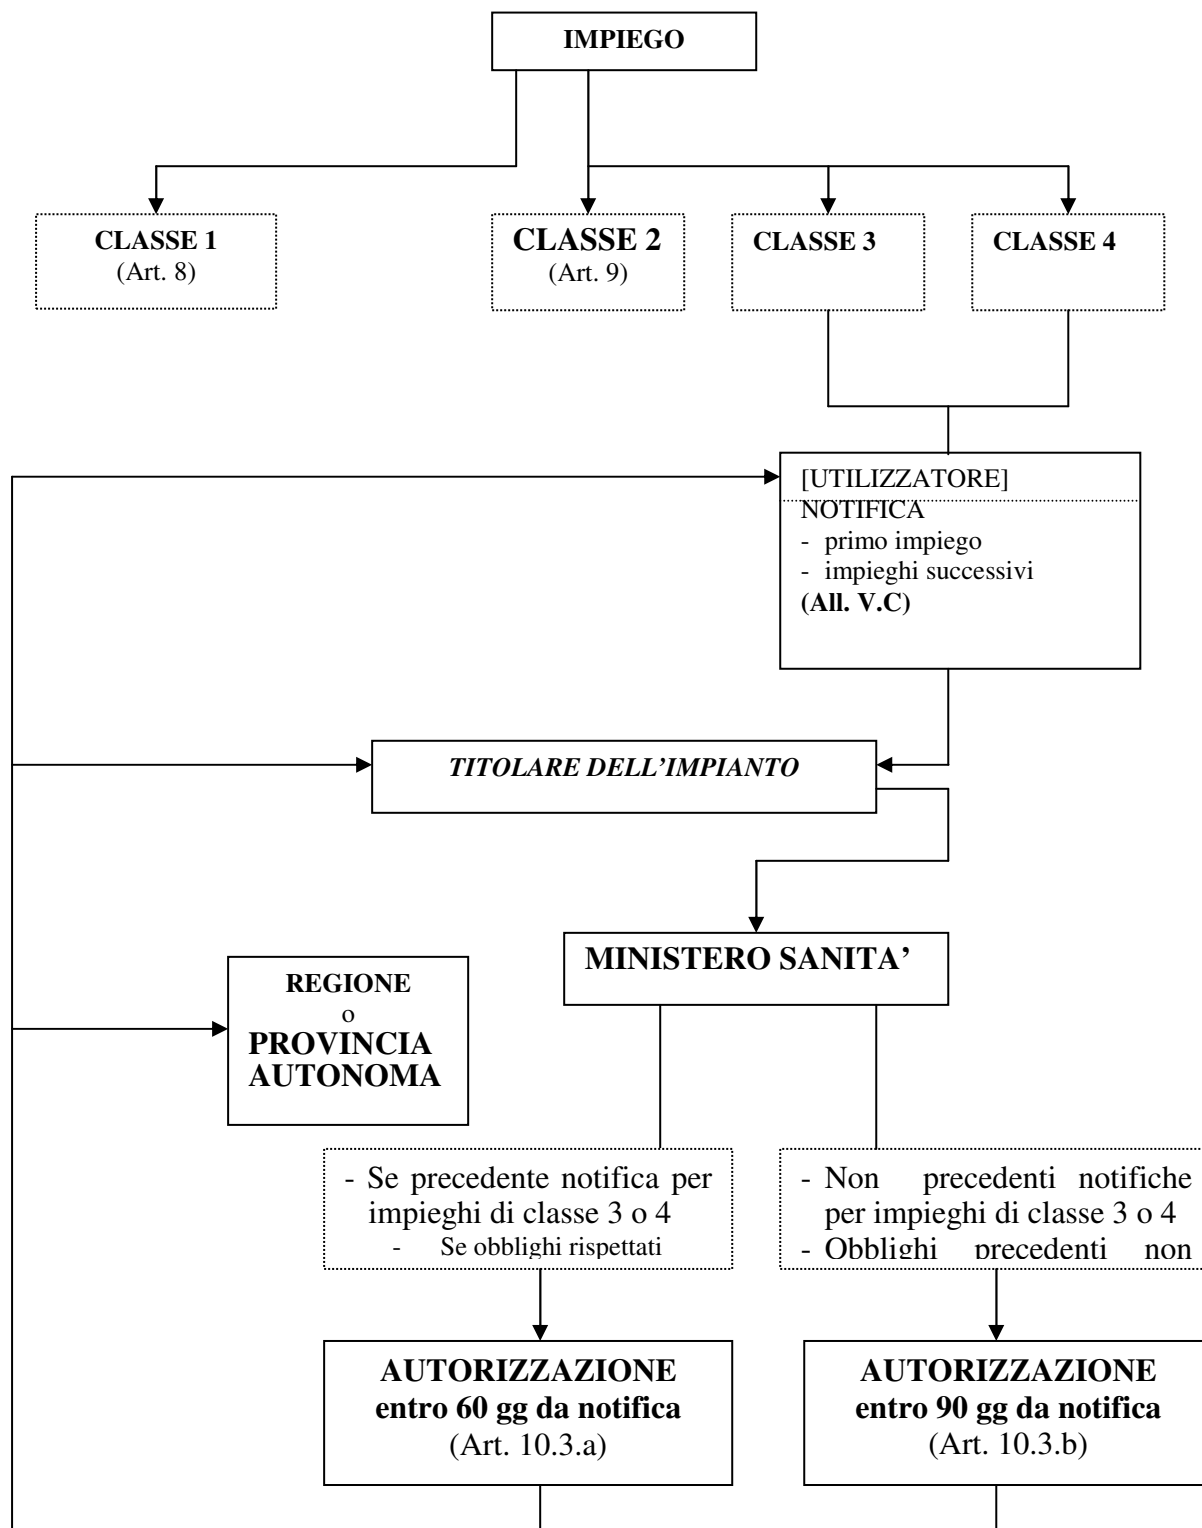 IMPIEGO
CLASSE 1
(Art. 8)
CLASSE 2
(Art. 9)
CLASSE 3
CLASSE 4
[UTILIZZATORE]
NOTIFICA
- primo impiego
- impieghi successivi
(All. V.C)
TITOLARE DELL’IMPIANTO
MINISTERO SANITA’
REGIONE
o
PROVINCIA
AUTONOMA
- Se precedente notifica per
impieghi di classe 3 o 4
- Se obblighi rispettati
- Non precedenti notifiche
per impieghi di classe 3 o 4
- Obblighi precedenti non
AUTORIZZAZIONE
entro 60 gg da notifica
(Art. 10.3.a)
AUTORIZZAZIONE
entro 90 gg da notifica
(Art. 10.3.b)